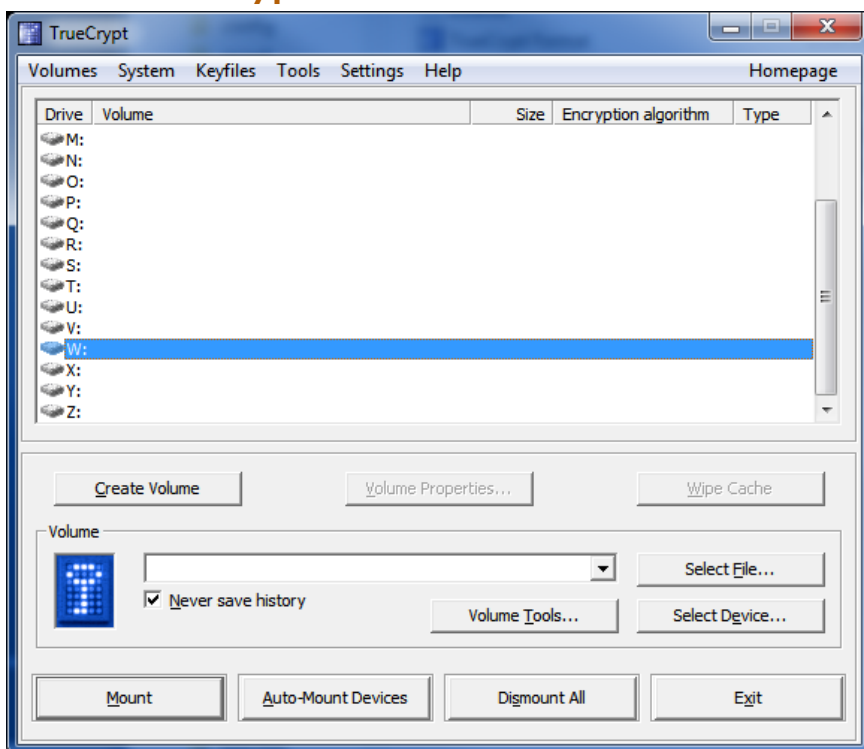 TrueCrypt
Volumes System Keyfiles Tools Settings Help Homepage
Drive Volume Size Encryption algorithm Type
M:
N:
O:
P:
Q:
R:
S:
T:
U:
V:
W:
X:
Y:
Z:
Create Volume Volume Properties... Wipe Cache
Volume
Select File...
Never save history
Volume Tools... Select Device...
Mount Auto-Mount Devices Dismount All Exit